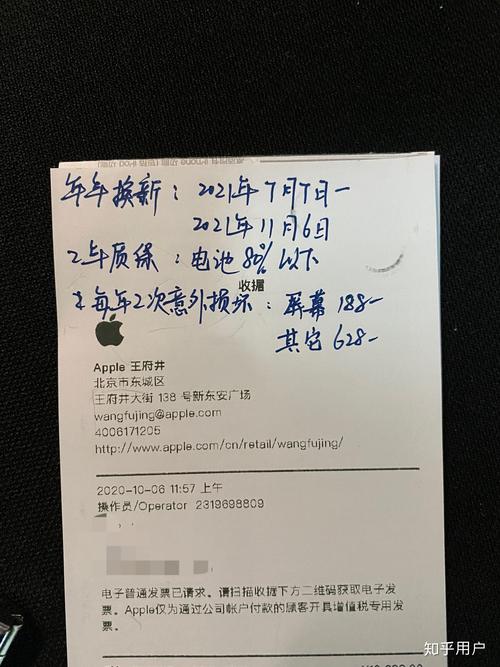 年年换新：2021年7月7日一
2021年11月6日
2年质保：电池80%以下
收据
每年2次意外损坏：屏幕188-
其它628-
Apple 王府井
北京市东城区
王府井大街 138 号新东安广场
wangfujing@apple.com
4006171205
http://www.apple.com/cn/retail/wangfujing/
2020-10-06 11:57 上午
操作员/Operator 2319698809
电子普通发票已请求。请扫描收据下方二维码获取电子发
票。Apple仅为通过公司帐户付款的顾客开具增值税专用发
票。
知乎用户